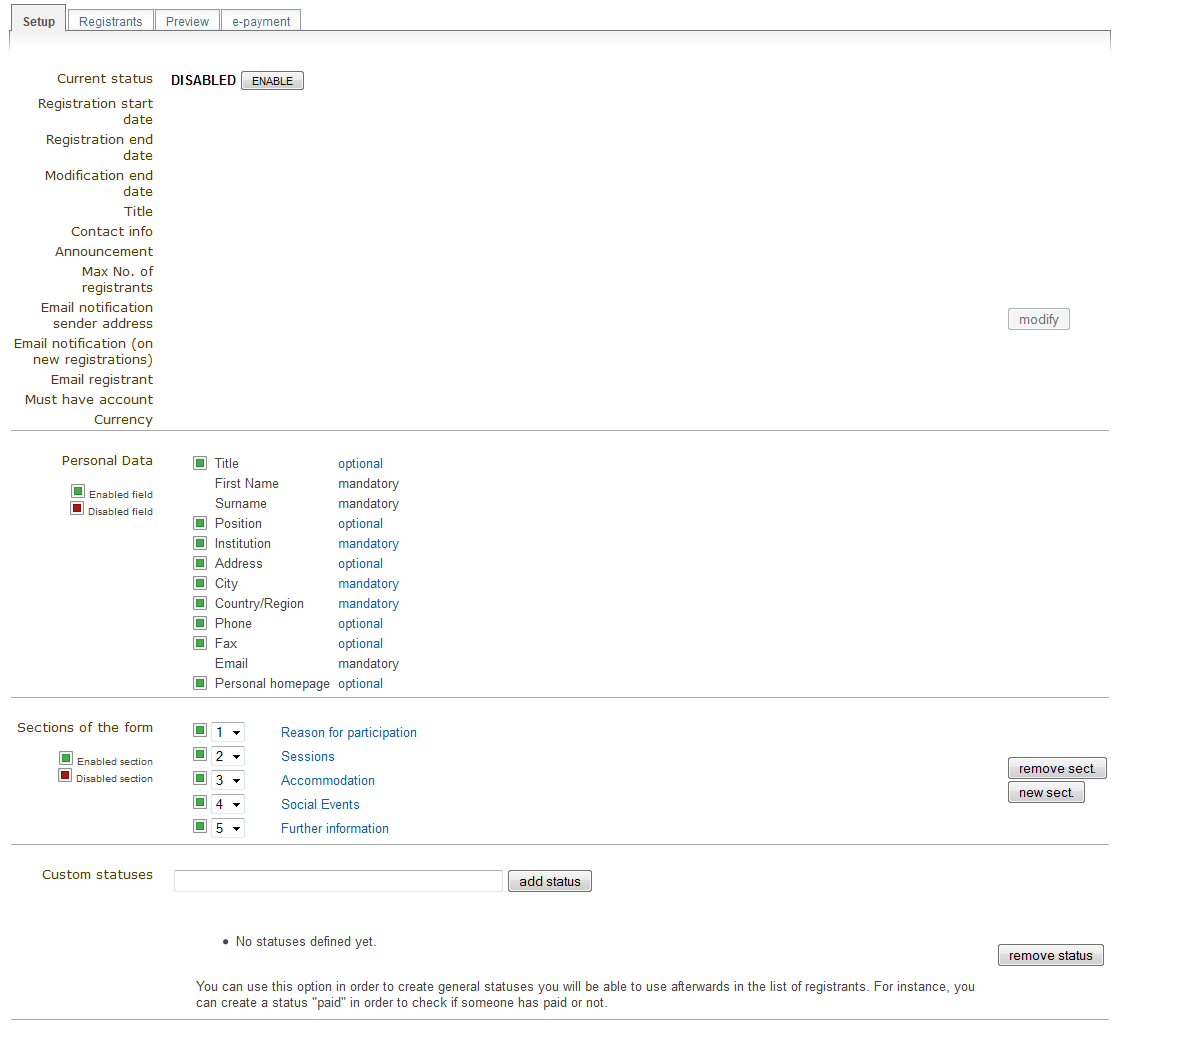 Setup Registrants Preview e-payment
Current status DISABLED ENABLE
Registration start
date
Registration end
date
Modification end
date
Title
Contact info
Announcement
Max No. of
registrants
Email notification
sender address
modify
Email notification (on
new registrations)
Email registrant
Must have account
Currency
Personal Data
Enabled field
Disabled field
Title optional
First Name mandatory
Surname mandatory
Position optional
Institution mandatory
Address optional
City mandatory
Country/Region mandatory
Phone optional
Fax optional
Email mandatory
Personal homepage optional
Sections of the form
Enabled section
Disabled section
1 Reason for participation
2 Sessions
3 Accommodation
4 Social Events
5 Further information
remove sect.
new sect.
Custom statuses
add status
• No statuses defined yet.
remove status
You can use this option in order to create general statuses you will be able to use afterwards in the list of registrants. For instance, you
can create a status "paid" in order to check if someone has paid or not.